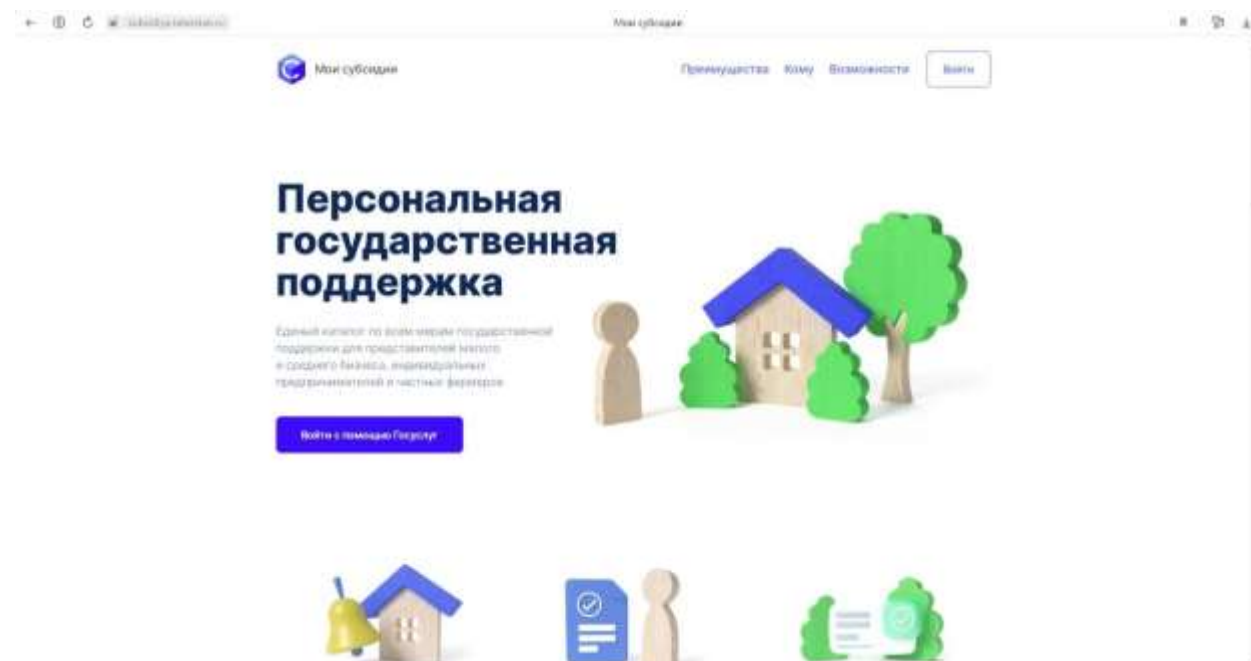 Мои субсидии
Мои субсидии
Преимущества Кому Возможности Войти
Персональная
государственная
поддержка
Единый каталог по всем мерам государственной
поддержки для представителей малого
и среднего бизнеса, индивидуальных
предпринимателей и частных фермеров
Войти с помощью Госуслуг